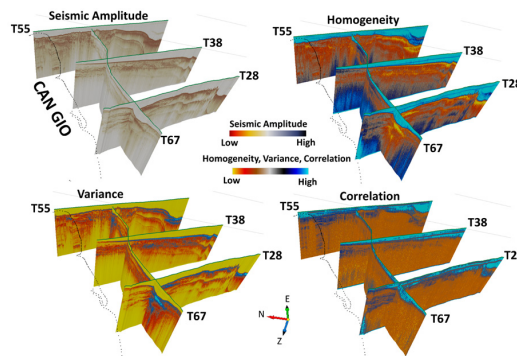 Seismic Amplitude
T55
T38
T28
T67
CAN GIO
Homogeneity
T55
T38
T28
T67
Seismic Amplitude
Low High
Homogeneity, Variance, Correlation
Low High
Variance
T55
T38
T28
T67
Correlation
T55
T38
T2
T67
N
E
Z